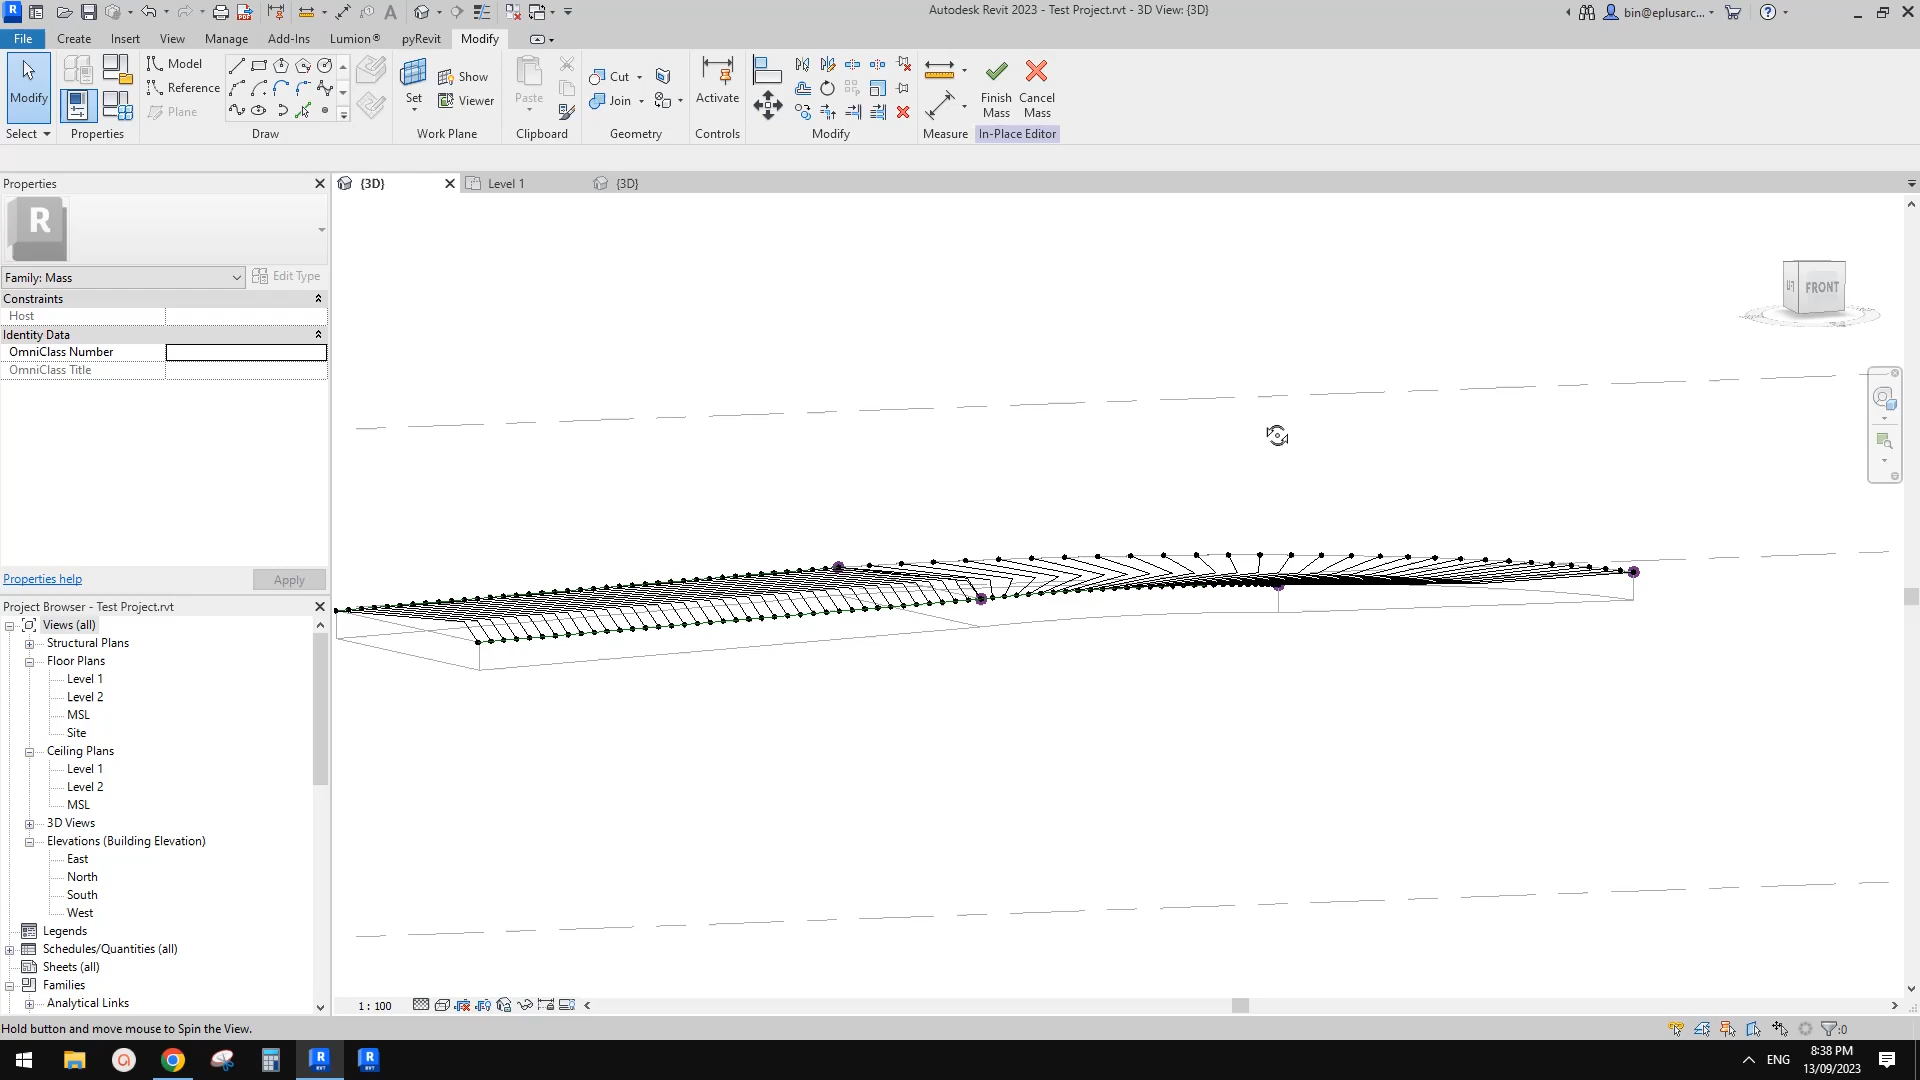 Autodesk Revit 2023 - Test Project.rvt - 3D View: {3D}
bin@eplusarc...
File
Create
Insert
View
Manage
Add-Ins
Lumion®
pyRevit
Modify
Modify
Select
Properties
Model
Reference
Plane
Draw
Set
Show
Viewer
Work Plane
Paste
Clipboard
Cut
Join
Geometry
Activate
Controls
Modify
Measure
Finish
Mass
Cancel
Mass
In-Place Editor
Properties
{3D}
Level 1
{3D}
R
Family: Mass
Edit Type
Constraints
Host
Identity Data
OmniClass Number
OmniClass Title
FRONT
Properties help
Apply
Project Browser - Test Project.rvt
Views (all)
Structural Plans
Floor Plans
Level 1
Level 2
MSL
Site
Ceiling Plans
Level 1
Level 2
MSL
3D Views
Elevations (Building Elevation)
East
North
South
West
Legends
Schedules/Quantities (all)
Sheets (all)
Families
Analytical Links
1 : 100
Hold button and move mouse to Spin the View.
:0
ENG
8:38 PM
13/09/2023